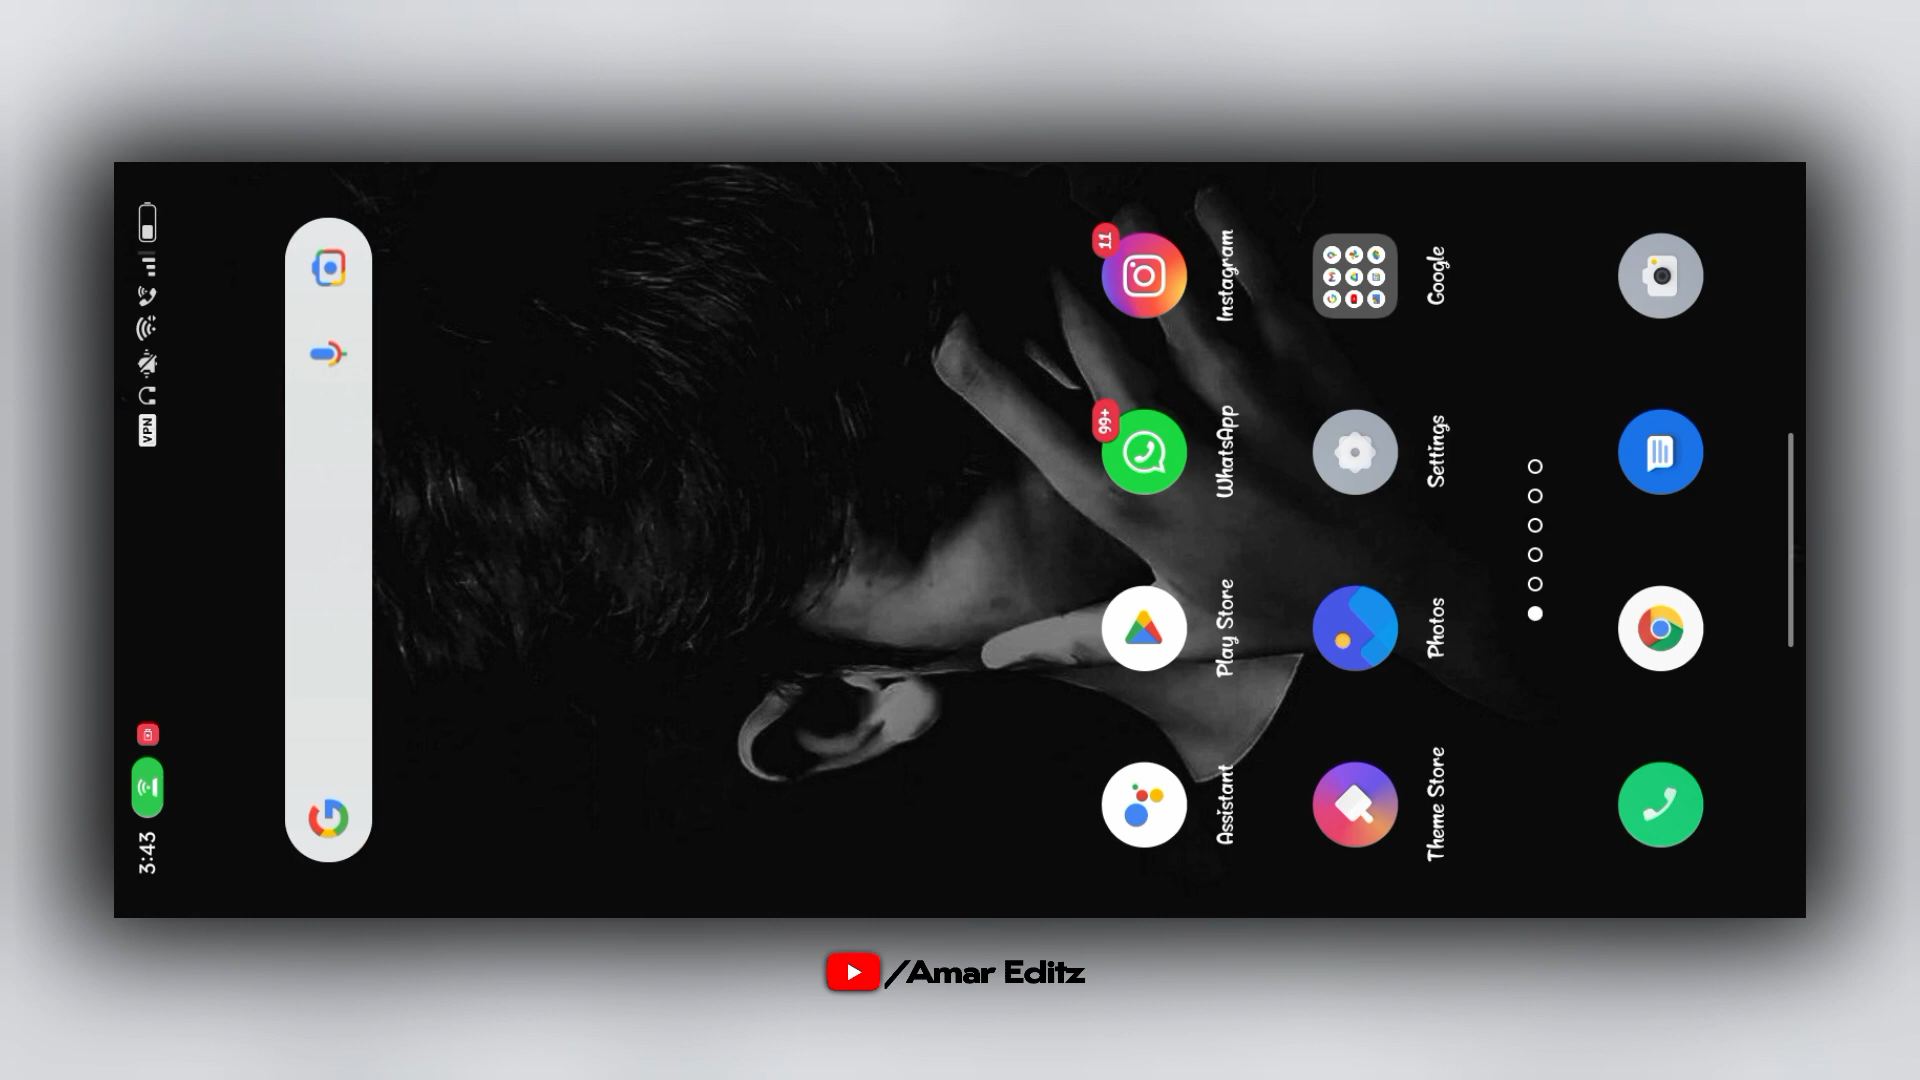 3:43
VPN
11
99+
Assistant
Play Store
WhatsApp
Instagram
Theme Store
Photos
Settings
Google
/Amar Editz